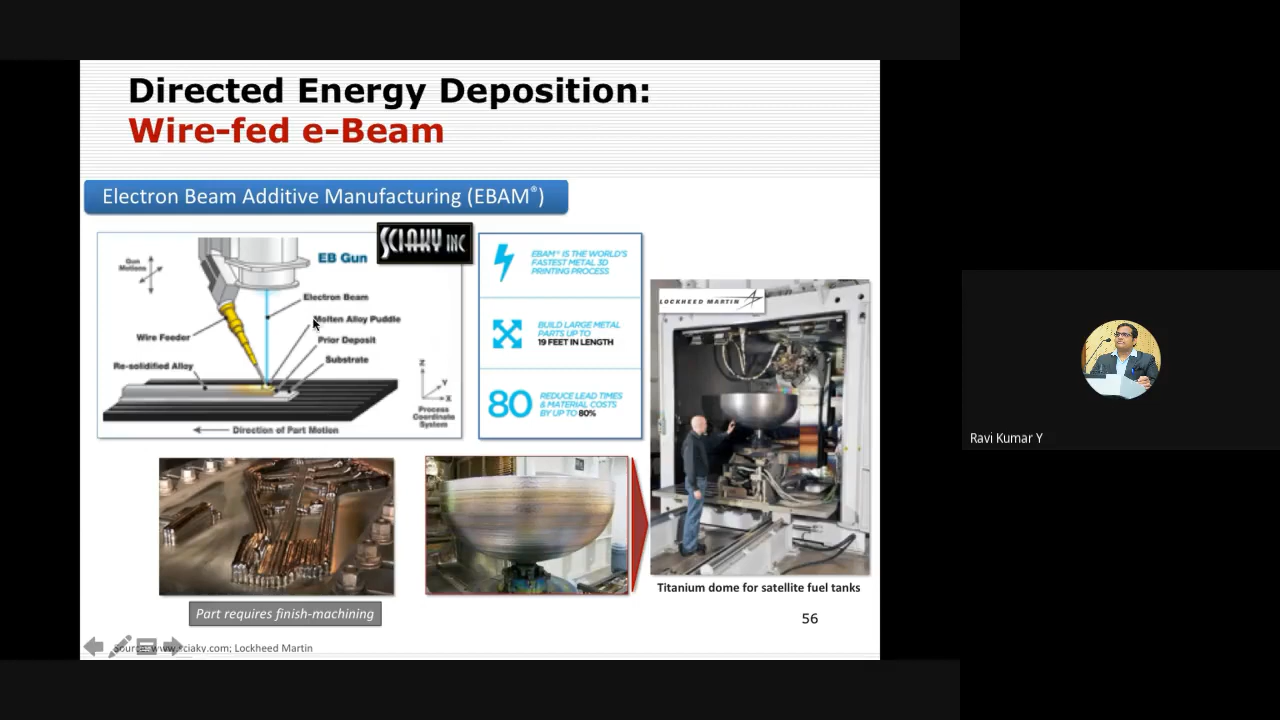 Directed Energy Deposition:
Wire-fed e-Beam
Electron Beam Additive Manufacturing (EBAM®)
SCIAKY INC
EB Gun
Gun
Motions
Electron Beam
Molten Alloy Puddle
Wire Feeder
Prior Deposit
Re-solidified Alloy
Substrate
Z
Y
X
Process
Coordinate
System
Direction of Part Motion
EBAM® IS THE WORLD'S
FASTEST METAL 3D
PRINTING PROCESS
BUILD LARGE METAL
PARTS UP TO
19 FEET IN LENGTH
80
REDUCE LEAD TIMES
& MATERIAL COSTS
BY UP TO 80%
LOCKHEED MARTIN
Titanium dome for satellite fuel tanks
Part requires finish-machining
56
Source: www.sciaky.com; Lockheed Martin
Ravi Kumar Y